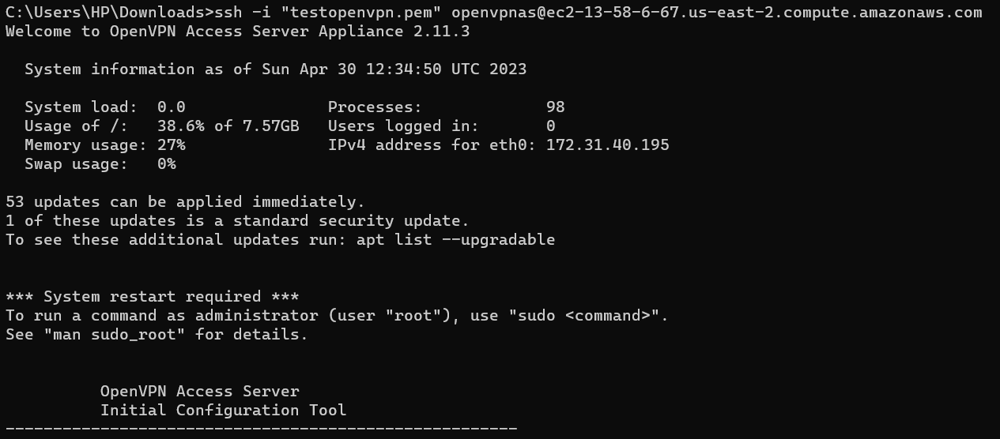 C:\Users\HP\Downloads>ssh -i "testopenvpn.pem" openvpnas@ec2-13-58-6-67.us-east-2.compute.amazonaws.com
Welcome to OpenVPN Access Server Appliance 2.11.3
System information as of Sun Apr 30 12:34:50 UTC 2023
System load:  0.0               Processes:             98
Usage of /:   38.6% of 7.57GB   Users logged in:       0
Memory usage: 27%               IPv4 address for eth0: 172.31.40.195
Swap usage:   0%
53 updates can be applied immediately.
1 of these updates is a standard security update.
To see these additional updates run: apt list --upgradable
*** System restart required ***
To run a command as administrator (user "root"), use "sudo <command>".
See "man sudo_root" for details.
OpenVPN Access Server
Initial Configuration Tool
------------------------------------------------------